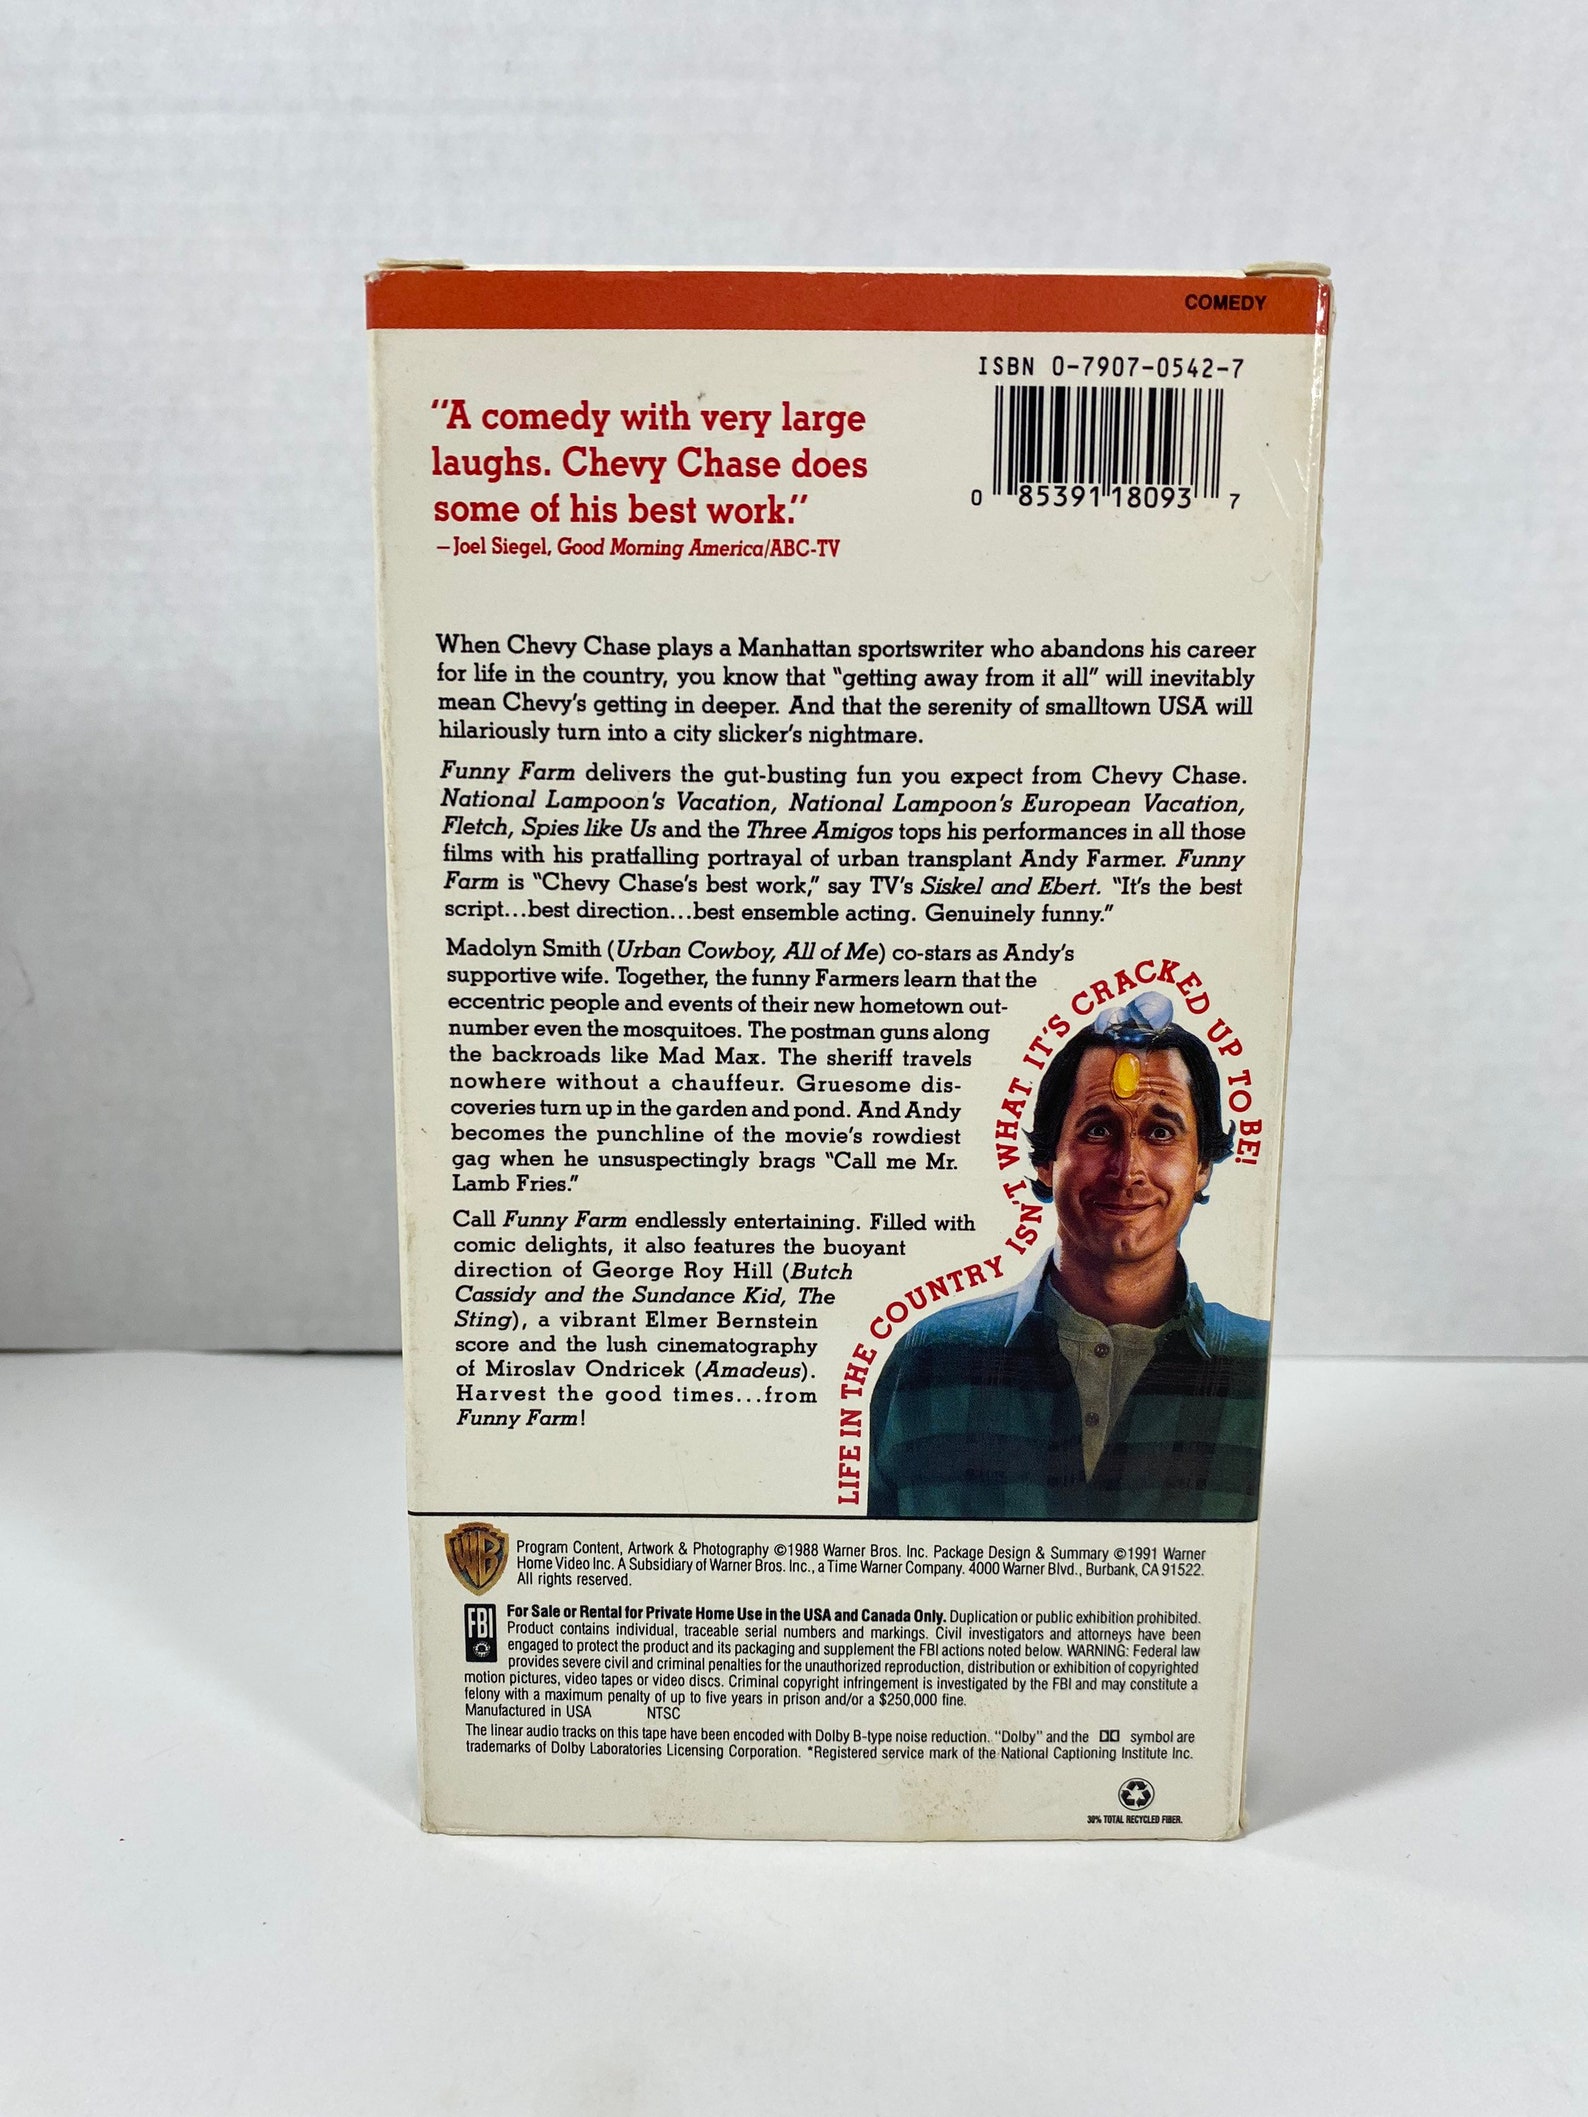 COMEDY
ISBN 0-7907-0542-7
0 85391 18093 7
"A comedy with very large
laughs. Chevy Chase does
some of his best work."
—Joel Siegel, Good Morning America/ABC-TV
When Chevy Chase plays a Manhattan sportswriter who abandons his career
for life in the country, you know that "getting away from it all" will inevitably
mean Chevy's getting in deeper. And that the serenity of smalltown USA will
hilariously turn into a city slicker's nightmare.
Funny Farm delivers the gut-busting fun you expect from Chevy Chase.
National Lampoon's Vacation, National Lampoon's European Vacation,
Fletch, Spies like Us and the Three Amigos tops his performances in all those
films with his pratfalling portrayal of urban transplant Andy Farmer. Funny
Farm is "Chevy Chase's best work," say TV's Siskel and Ebert. "It's the best
script...best direction...best ensemble acting. Genuinely funny."
Madolyn Smith (Urban Cowboy, All of Me) co-stars as Andy's
supportive wife. Together, the funny Farmers learn that the
eccentric people and events of their new hometown out-
number even the mosquitoes. The postman guns along
the backroads like Mad Max. The sheriff travels
nowhere without a chauffeur. Gruesome dis-
coveries turn up in the garden and pond. And Andy
becomes the punchline of the movie's rowdiest
gag when he unsuspectingly brags "Call me Mr.
Lamb Fries."
Call Funny Farm endlessly entertaining. Filled with
comic delights, it also features the buoyant
direction of George Roy Hill (Butch
Cassidy and the Sundance Kid, The
Sting), a vibrant Elmer Bernstein
score and the lush cinematography
of Miroslav Ondricek (Amadeus).
Harvest the good times...from
Funny Farm!
LIFE IN THE COUNTRY ISN'T WHAT IT'S CRACKED UP TO BE!
WB
Program Content, Artwork & Photography ©1988 Warner Bros. Inc. Package Design & Summary ©1991 Warner
Home Video Inc. A Subsidiary of Warner Bros. Inc., a Time Warner Company. 4000 Warner Blvd., Burbank, CA 91522.
All rights reserved.
FBI
For Sale or Rental for Private Home Use in the USA and Canada Only. Duplication or public exhibition prohibited.
Product contains individual, traceable serial numbers and markings. Civil investigators and attorneys have been
engaged to protect the product and its packaging and supplement the FBI actions noted below. WARNING: Federal law
provides severe civil and criminal penalties for the unauthorized reproduction, distribution or exhibition of copyrighted
motion pictures, video tapes or video discs. Criminal copyright infringement is investigated by the FBI and may constitute a
felony with a maximum penalty of up to five years in prison and/or a $250,000 fine.
Manufactured in USA NTSC
The linear audio tracks on this tape have been encoded with Dolby B-type noise reduction. "Dolby" and the symbol are
trademarks of Dolby Laboratories Licensing Corporation. *Registered service mark of the National Captioning Institute Inc.
30% TOTAL RECYCLED FIBER.